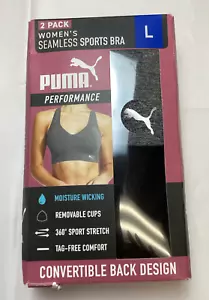 2 PACK
WOMEN'S
SEAMLESS SPORTS BRA
L
PUMA
PERFORMANCE
MOISTURE WICKING
REMOVABLE CUPS
360° SPORT STRETCH
TAG-FREE COMFORT
CONVERTIBLE BACK DESIGN